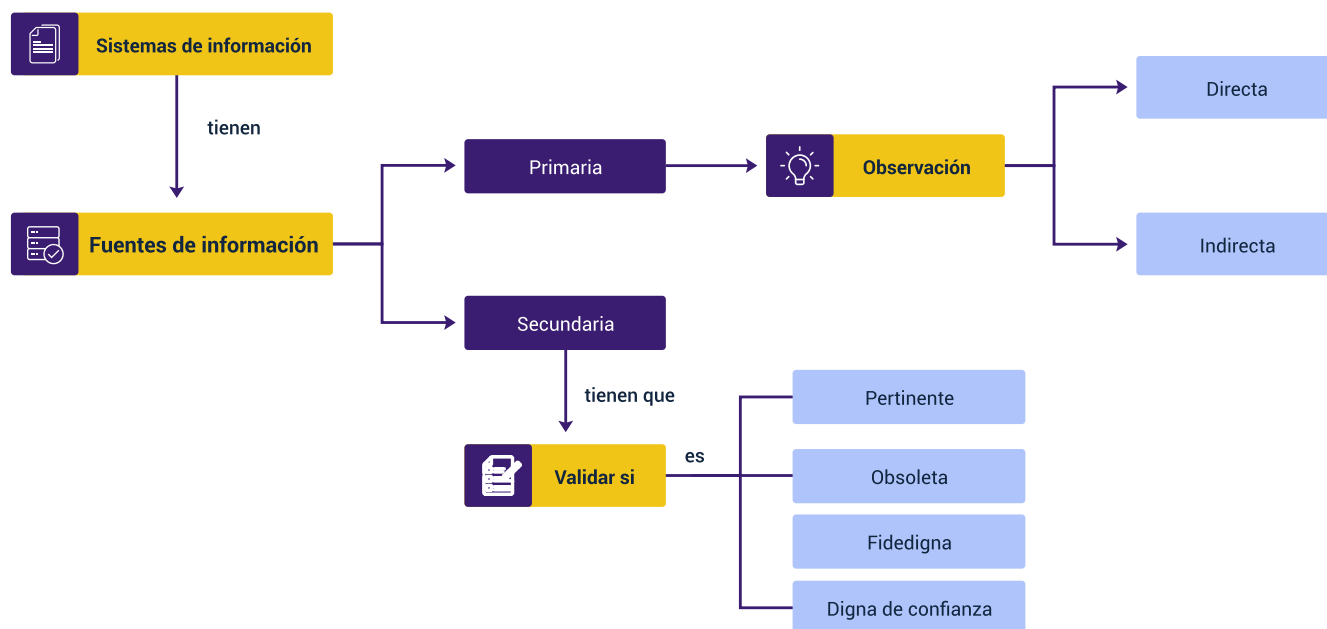 Sistemas de información
tienen
Fuentes de información
Primaria
Observación
Directa
Indirecta
Secundaria
tienen que
Validar si
es
Pertinente
Obsoleta
Fidedigna
Digna de confianza